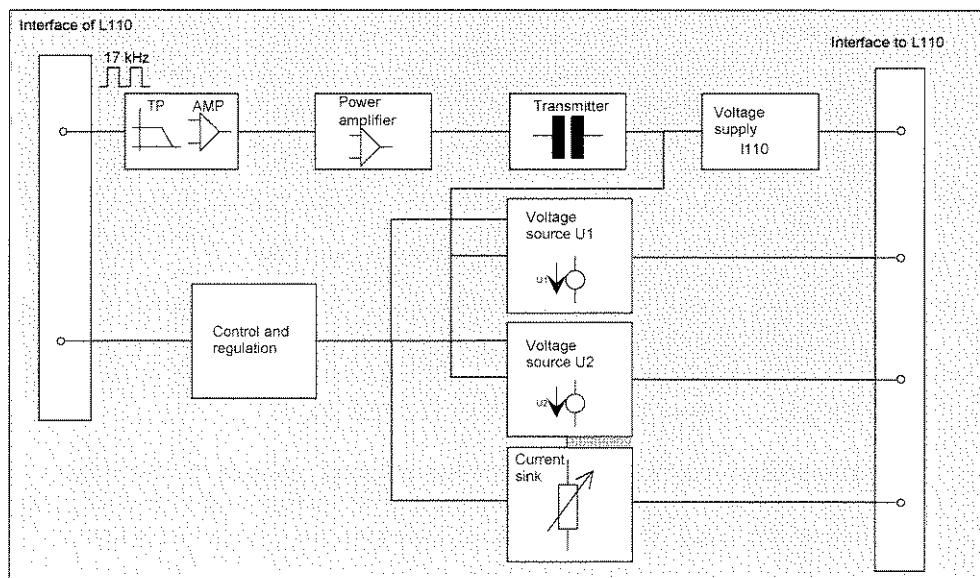 Interface of L110
Interface to L110
17 kHz
TP AMP
Power
amplifier
Transmitter
Voltage
supply
I110
Voltage
source U1
U1
Control and
regulation
Voltage
source U2
U2
Current
sink